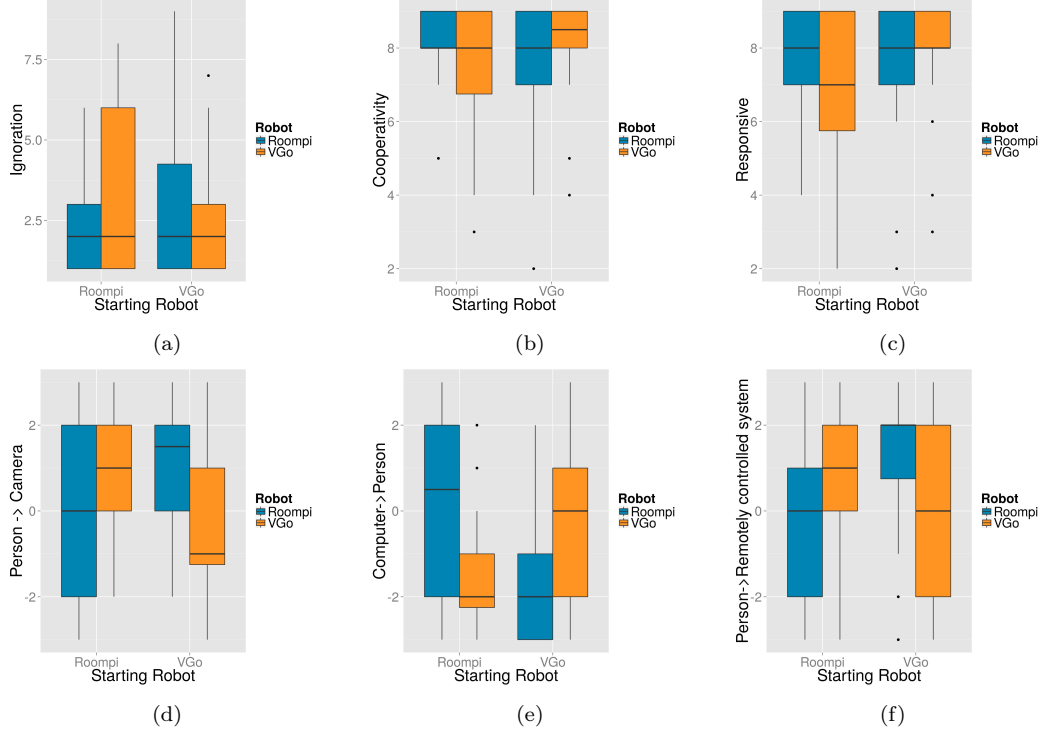 Ignoration
7.5
5.0
2.5
Roompi VGo
Starting Robot
Robot
Roompi
VGo
(a)
Cooperativity
8
6
4
2
Roompi VGo
Starting Robot
Robot
Roompi
VGo
(b)
Responsive
8
6
4
2
Roompi VGo
Starting Robot
Robot
Roompi
VGo
(c)
Person -> Camera
2
0
-2
Roompi VGo
Starting Robot
Robot
Roompi
VGo
(d)
Computer->Person
2
0
-2
Roompi VGo
Starting Robot
Robot
Roompi
VGo
(e)
Person->Remotely controlled system
2
0
-2
Roompi VGo
Starting Robot
Robot
Roompi
VGo
(f)